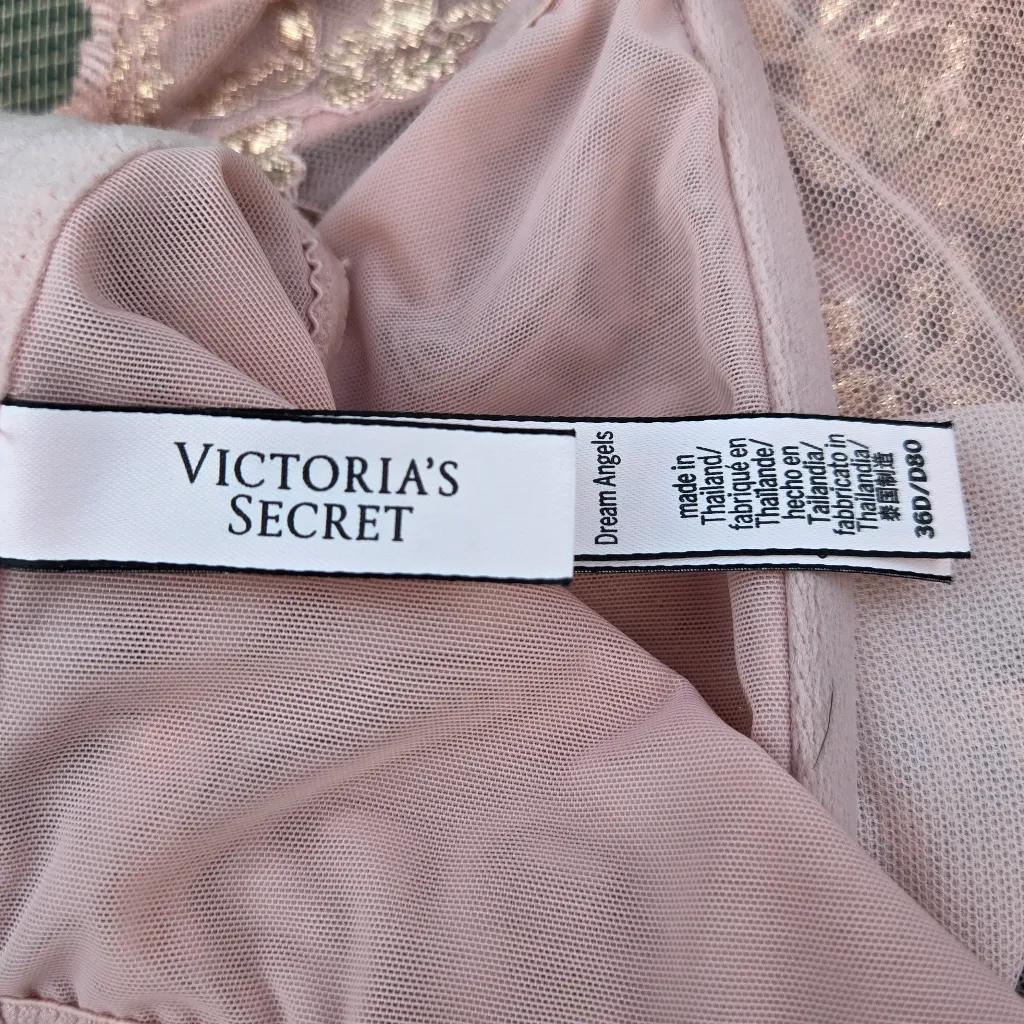 VICTORIA'S
SECRET
Dream Angels
made in
Thailand/
fabriqué en
Thaïlande/
hecho en
Tailandia/
fabbricato in
Thailandia/
泰国制造
36D/D80